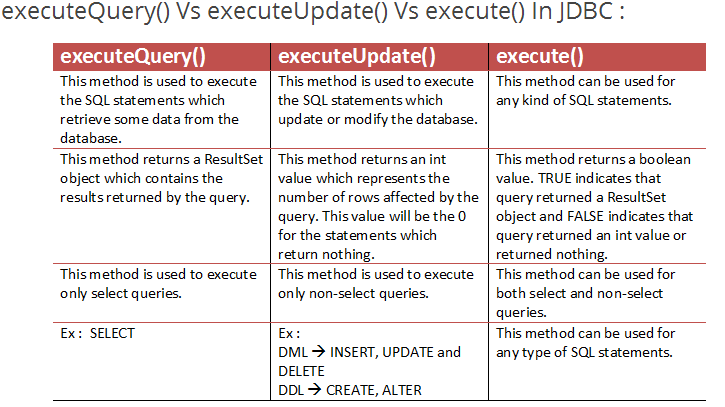 executeQuery() Vs executeUpdate() Vs execute() In JDBC :
executeQuery()
executeUpdate()
execute()
This method is used to execute
the SQL statements which
retrieve some data from the
database.
This method is used to execute
the SQL statements which
update or modify the database.
This method can be used for
any kind of SQL statements.
This method returns a ResultSet
object which contains the
results returned by the query.
This method returns an int
value which represents the
number of rows affected by the
query. This value will be the 0
for the statements which
return nothing.
This method returns a boolean
value. TRUE indicates that
query returned a ResultSet
object and FALSE indicates that
query returned an int value or
returned nothing.
This method is used to execute
only select queries.
This method is used to execute
only non-select queries.
This method can be used for
both select and non-select
queries.
Ex : SELECT
Ex :
DML → INSERT, UPDATE and
DELETE
DDL → CREATE, ALTER
This method can be used for
any type of SQL statements.